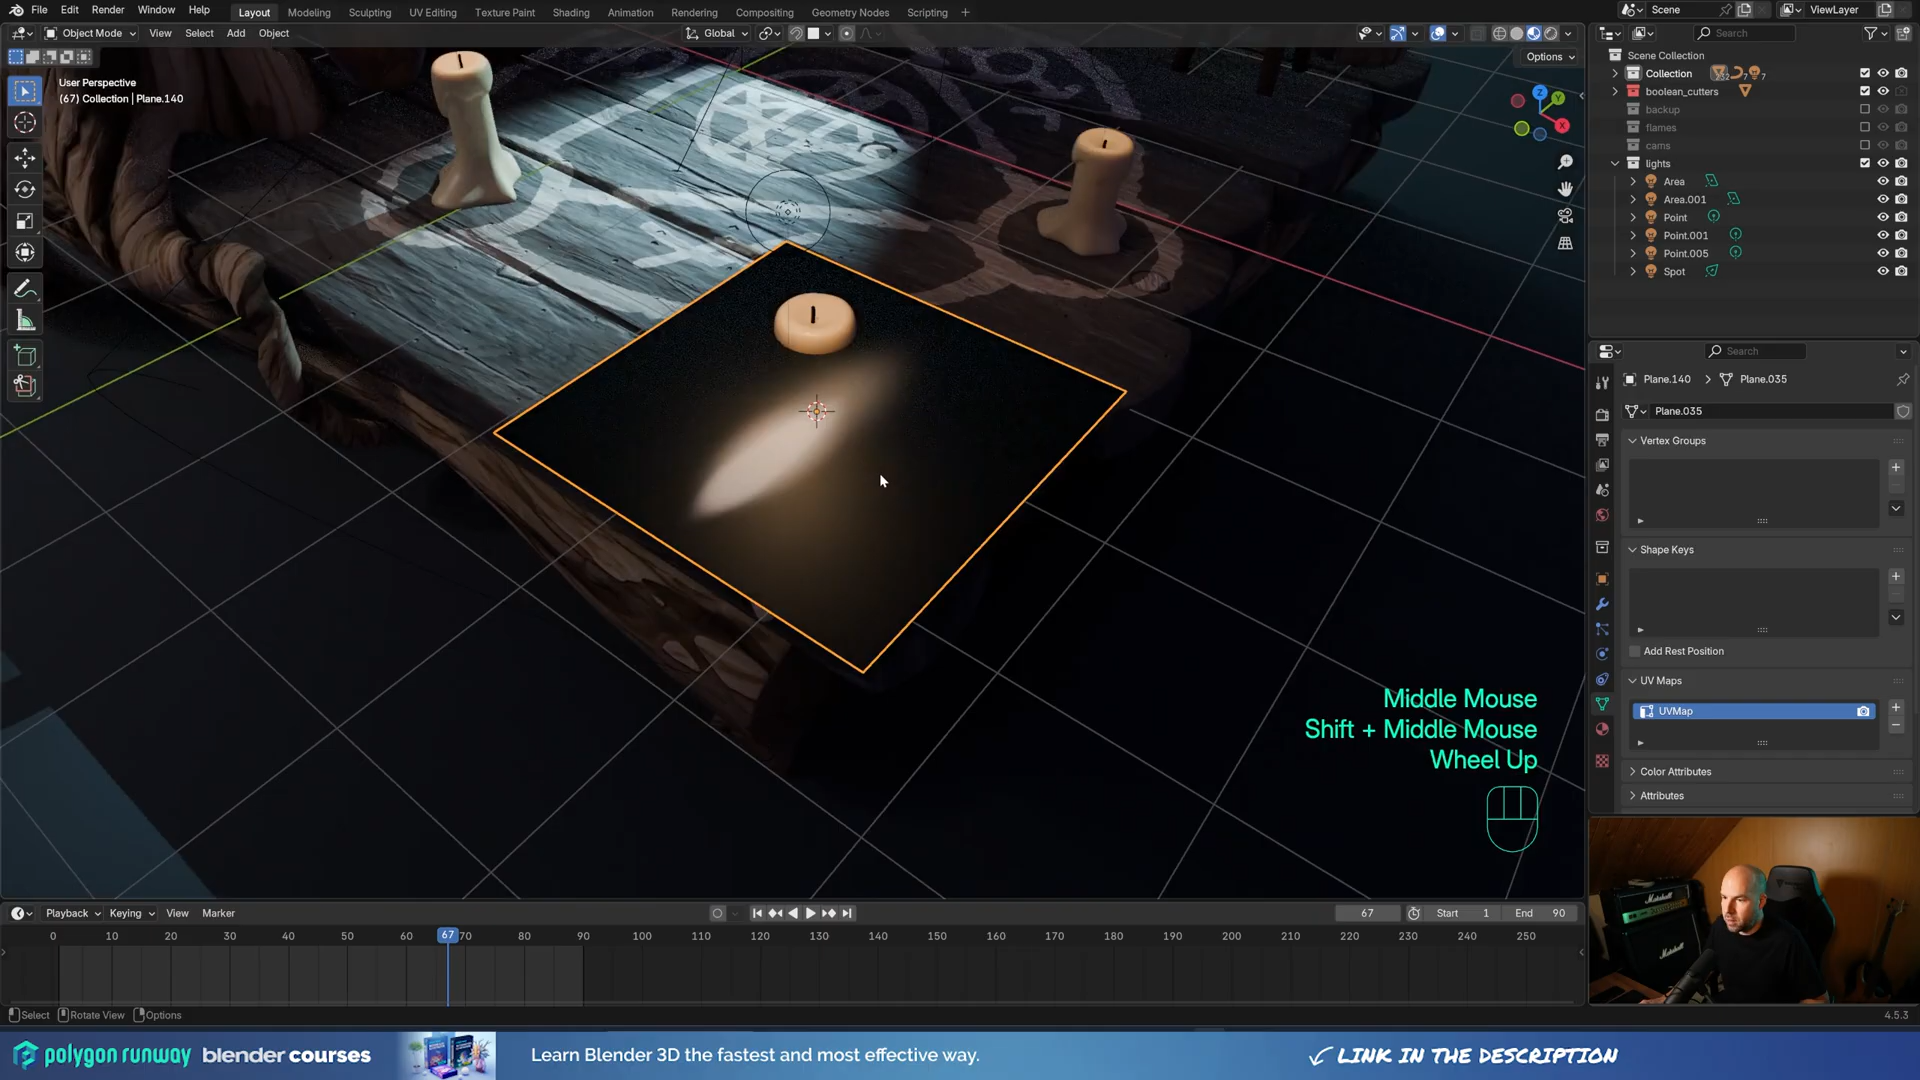 File Edit Render Window Help Layout Modeling Sculpting UV Editing Texture Paint Shading Animation Rendering Compositing Geometry Nodes Scripting +
Scene
ViewLayer
Object Mode View Select Add Object
Global
Options
User Perspective
(67) Collection | Plane.140
Search
Scene Collection
Collection
boolean_cutters
backup
flames
cams
lights
Area
Area.001
Point
Point.001
Point.005
Spot
Search
Plane.140 > Plane.035
Plane.035
Vertex Groups
Shape Keys
Add Rest Position
UV Maps
UVMap
Color Attributes
Attributes
Middle Mouse
Shift + Middle Mouse
Wheel Up
Playback Keying View Marker
67 Start 1 End 90
0 10 20 30 40 50 60 67 70 80 90 100 110 120 130 140 150 160 170 180 190 200 210 220 230 240 250
Select Rotate View Options
4.5.3
polygon runway blender courses
Learn Blender 3D the fastest and most effective way.
LINK IN THE DESCRIPTION